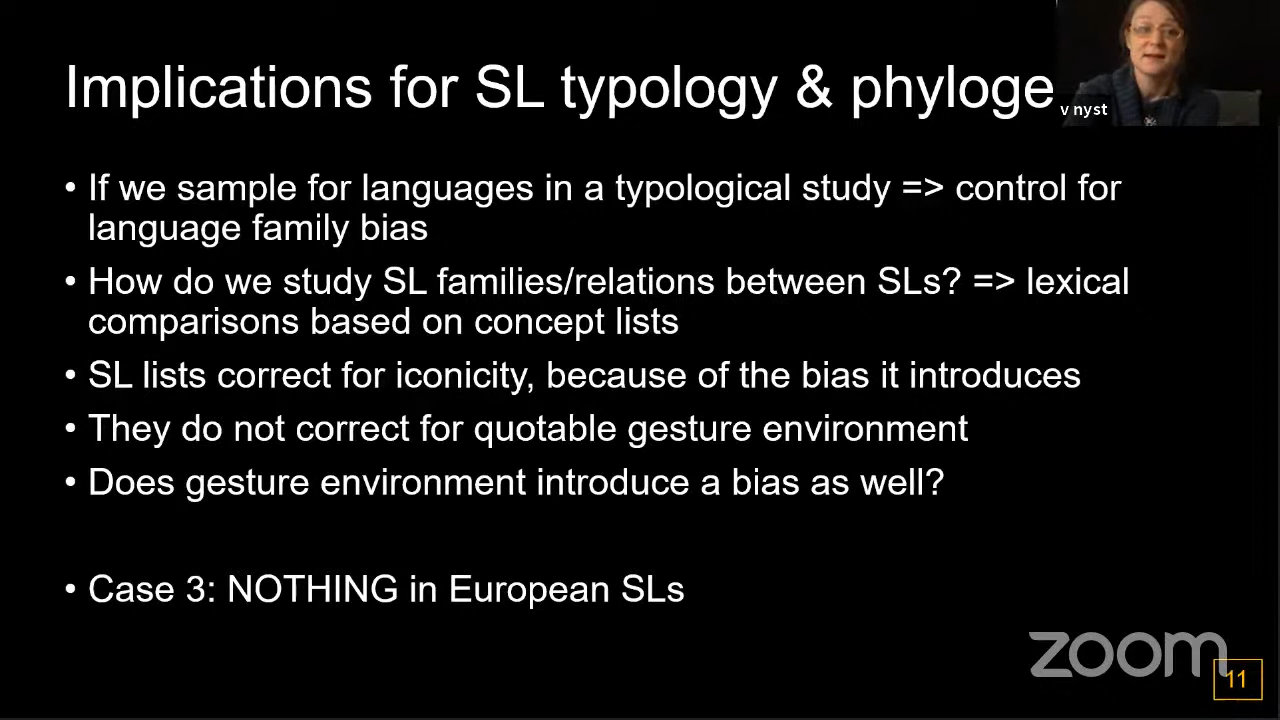 Implications for SL typology & phyloge
v nyst
• If we sample for languages in a typological study => control for
language family bias
• How do we study SL families/relations between SLs? => lexical
comparisons based on concept lists
• SL lists correct for iconicity, because of the bias it introduces
• They do not correct for quotable gesture environment
• Does gesture environment introduce a bias as well?
• Case 3: NOTHING in European SLs
zoom
11